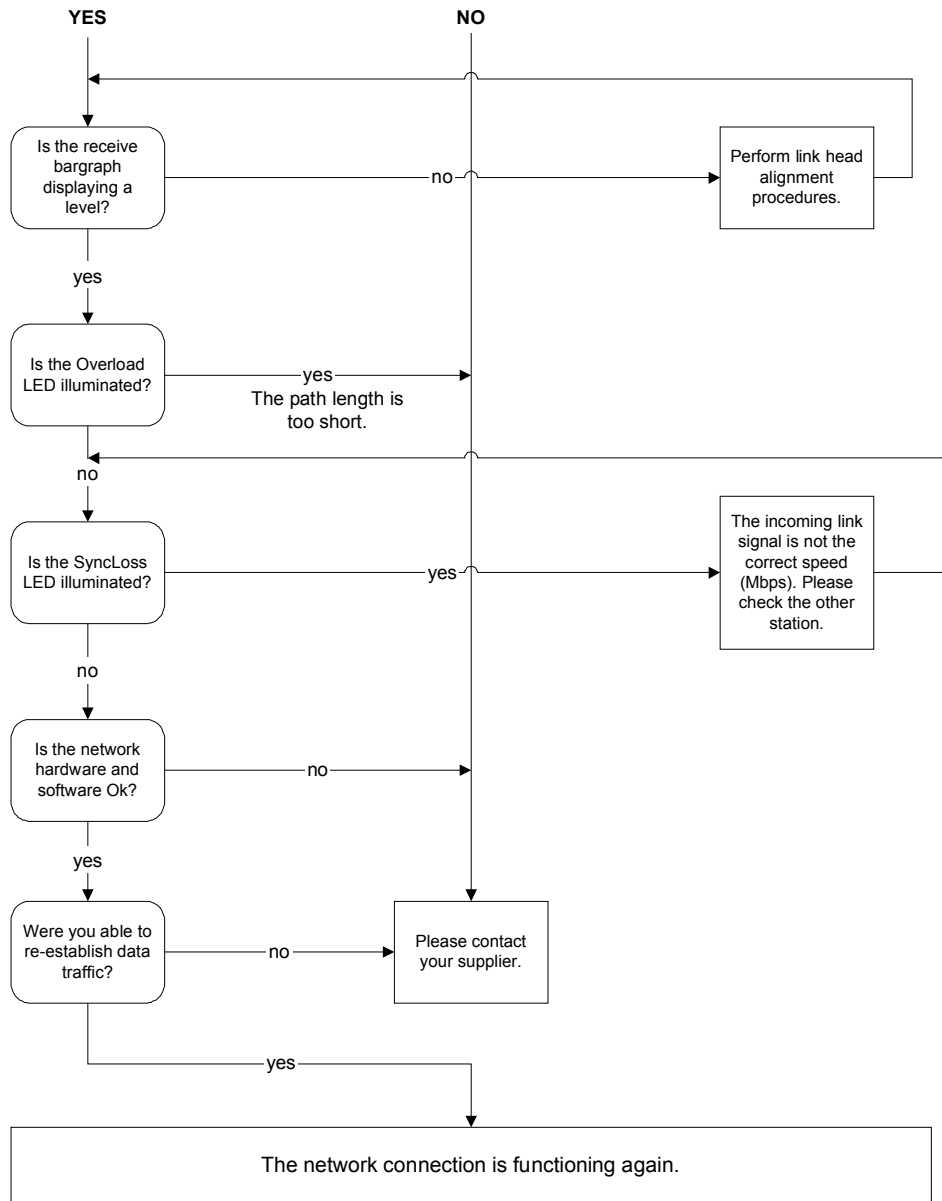 YES
NO
Is the receive
bargraph
displaying a
level?
no
Perform link head
alignment
procedures.
yes
Is the Overload
LED illuminated?
yes
The path length is
too short.
no
Is the SyncLoss
LED illuminated?
yes
The incoming link
signal is not the
correct speed
(Mbps). Please
check the other
station.
no
Is the network
hardware and
software Ok?
no
yes
Were you able to
re-establish data
traffic?
no
Please contact
your supplier.
yes
The network connection is functioning again.